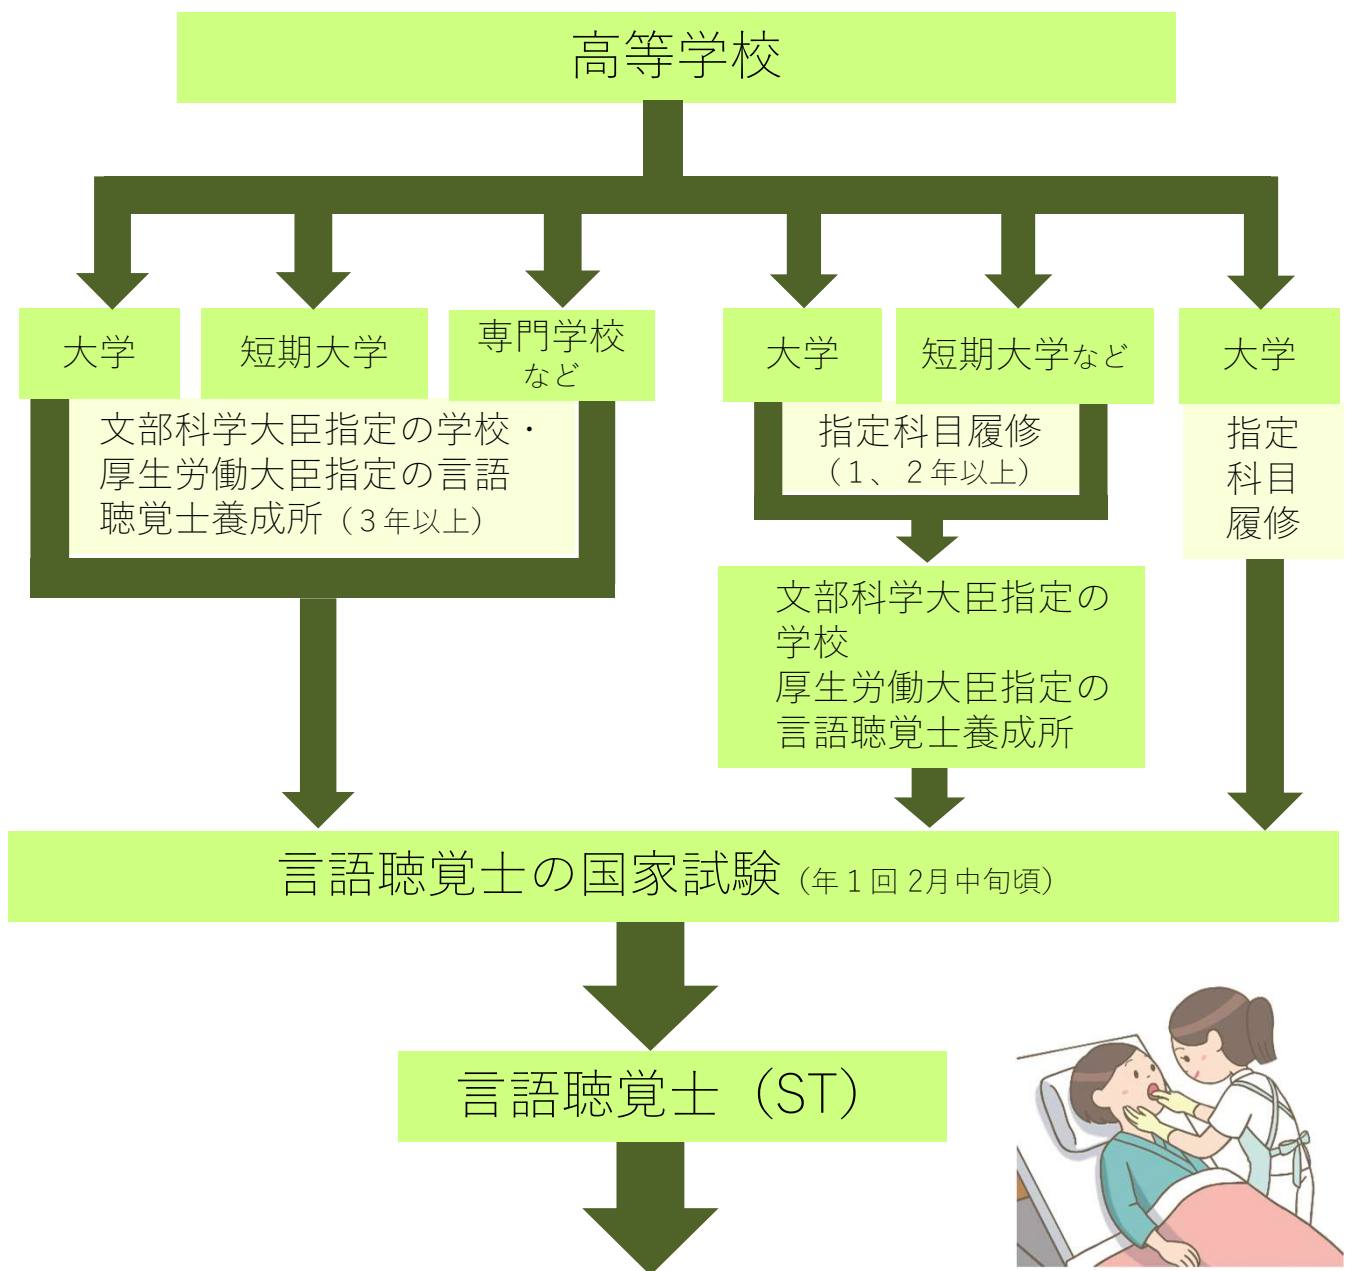 高等学校
大学
短期大学
専門学校
など
大学
短期大学など
大学
文部科学大臣指定の学校・
厚生労働大臣指定の言語
聴覚士養成所（３年以上）
指定科目履修
（１、２年以上）
指定
科目
履修
文部科学大臣指定の
学校
厚生労働大臣指定の
言語聴覚士養成所
言語聴覚士の国家試験（年１回 2月中旬頃）
言語聴覚士（ST）